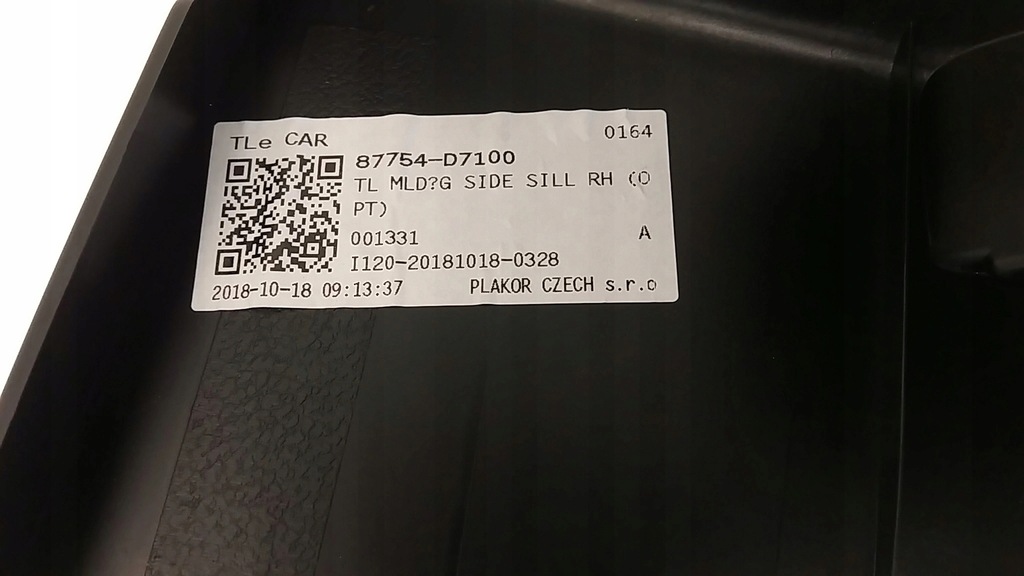 TLe CAR 0164
87754-D7100
TL MLD?G SIDE SILL RH (O
PT)
001331 A
I120-20181018-0328
2018-10-18 09:13:37 PLAKOR CZECH s.r.o